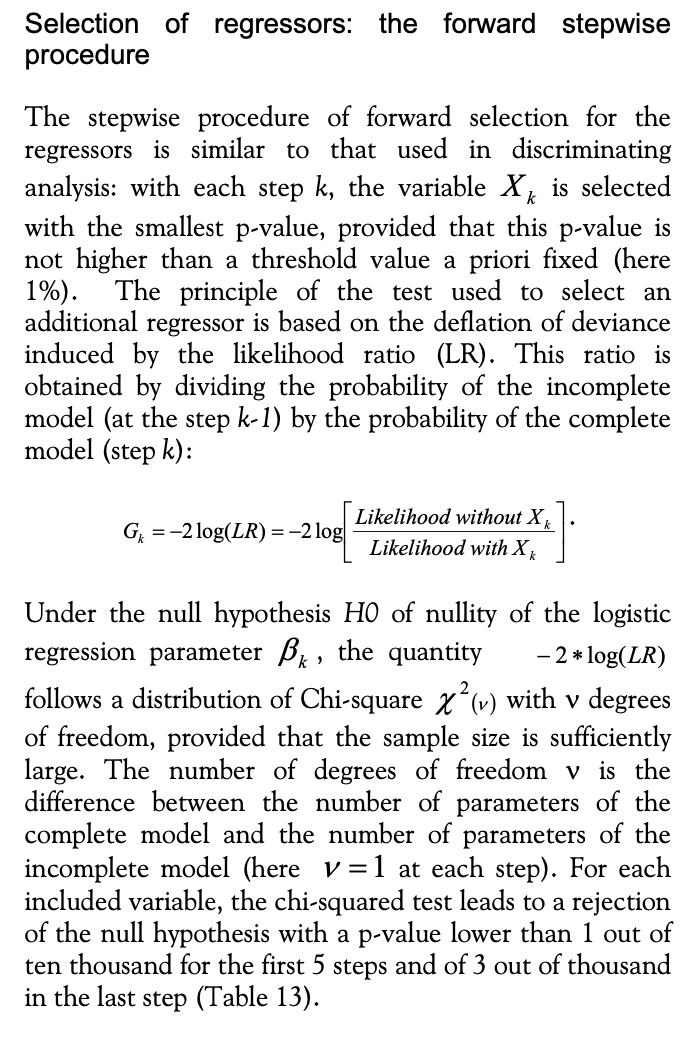 Selection of regressors: the forward stepwise
procedure
The stepwise procedure of forward selection for the
regressors is similar to that used in discriminating
analysis: with each step k, the variable X_k is selected
with the smallest p-value, provided that this p-value is
not higher than a threshold value a priori fixed (here
1%). The principle of the test used to select an
additional regressor is based on the deflation of deviance
induced by the likelihood ratio (LR). This ratio is
obtained by dividing the probability of the incomplete
model (at the step k-1) by the probability of the complete
model (step k):
G_k = −2 log(LR) = −2 log[Likelihood without X_k / Likelihood with X_k].
Under the null hypothesis H0 of nullity of the logistic
regression parameter β_k, the quantity −2 * log(LR)
follows a distribution of Chi-square χ²(ν) with ν degrees
of freedom, provided that the sample size is sufficiently
large. The number of degrees of freedom ν is the
difference between the number of parameters of the
complete model and the number of parameters of the
incomplete model (here ν = 1 at each step). For each
included variable, the chi-squared test leads to a rejection
of the null hypothesis with a p-value lower than 1 out of
ten thousand for the first 5 steps and of 3 out of thousand
in the last step (Table 13).